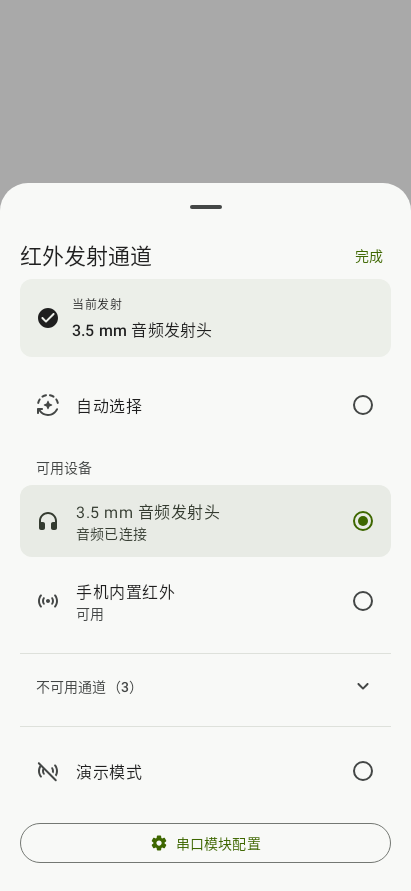 红外发射通道
完成
当前发射
3.5 mm 音频发射头
自动选择
可用设备
3.5 mm 音频发射头
音频已连接
手机内置红外
可用
不可用通道（3）
演示模式
串口模块配置